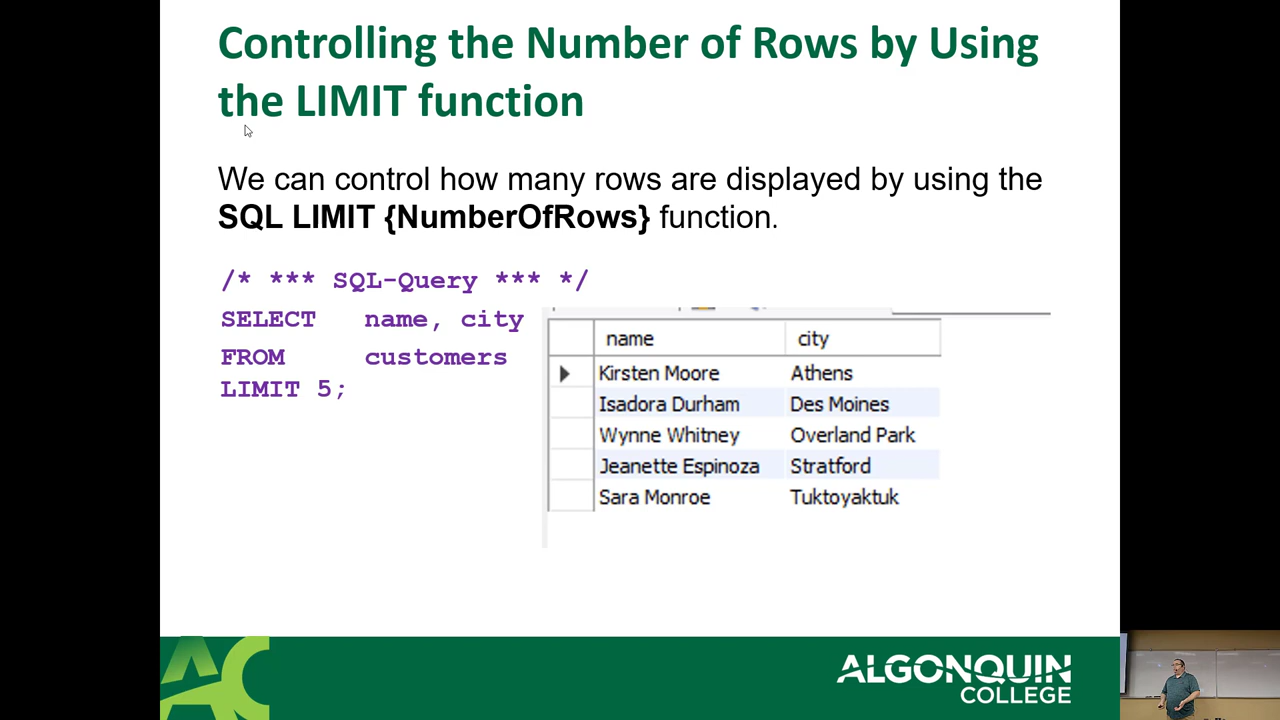 Controlling the Number of Rows by Using
the LIMIT function
We can control how many rows are displayed by using the
SQL LIMIT {NumberOfRows} function.
/* *** SQL-Query *** */
SELECT name, city
FROM customers
LIMIT 5;
name city
Kirsten Moore Athens
Isadora Durham Des Moines
Wynne Whitney Overland Park
Jeanette Espinoza Stratford
Sara Monroe Tuktoyaktuk
AC
ALGONQUIN
COLLEGE